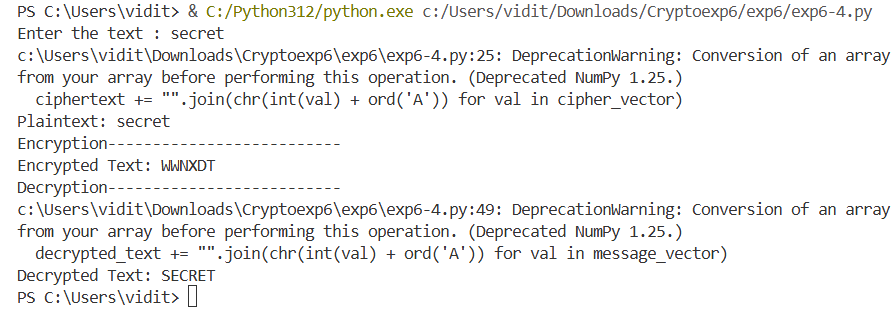 PS C:\Users\vidit> & C:/Python312/python.exe c:/Users/vidit/Downloads/Cryptoexp6/exp6/exp6-4.py
Enter the text : secret
c:\Users\vidit\Downloads\Cryptoexp6\exp6\exp6-4.py:25: DeprecationWarning: Conversion of an array
from your array before performing this operation. (Deprecated NumPy 1.25.)
  ciphertext += "".join(chr(int(val) + ord('A')) for val in cipher_vector)
Plaintext: secret
Encryption---------------------------
Encrypted Text: WWNXDT
Decryption---------------------------
c:\Users\vidit\Downloads\Cryptoexp6\exp6\exp6-4.py:49: DeprecationWarning: Conversion of an array
from your array before performing this operation. (Deprecated NumPy 1.25.)
  decrypted_text += "".join(chr(int(val) + ord('A')) for val in message_vector)
Decrypted Text: SECRET
PS C:\Users\vidit>